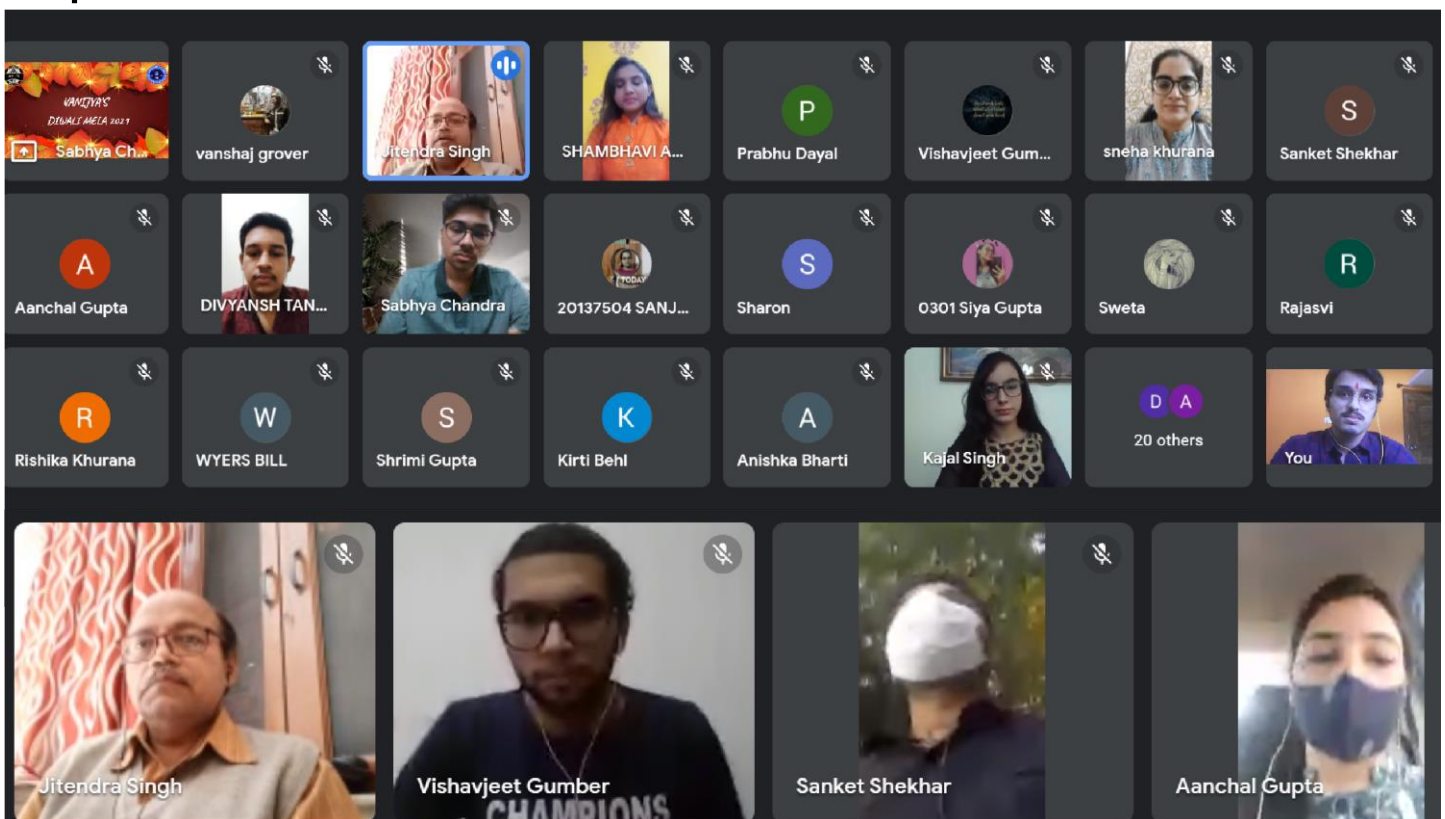 VANIJYA'S
DIWALI MELA 2021
Sabhya Ch...
vanshaj grover
Jitendra Singh
SHAMBHAVI A...
P
Prabhu Dayal
Vishavjeet Gum...
sneha khurana
S
Sanket Shekhar
A
Aanchal Gupta
DIVYANSH TAN...
Sabhya Chandra
TODAY
20137504 SANJ...
S
Sharon
0301 Siya Gupta
Sweta
R
Rajasvi
R
Rishika Khurana
W
WYERS BILL
S
Shrimi Gupta
K
Kirti Behl
A
Anishka Bharti
Kajal Singh
D A
20 others
You
Jitendra Singh
Vishavjeet Gumber
CHAMPIONS
Sanket Shekhar
Aanchal Gupta